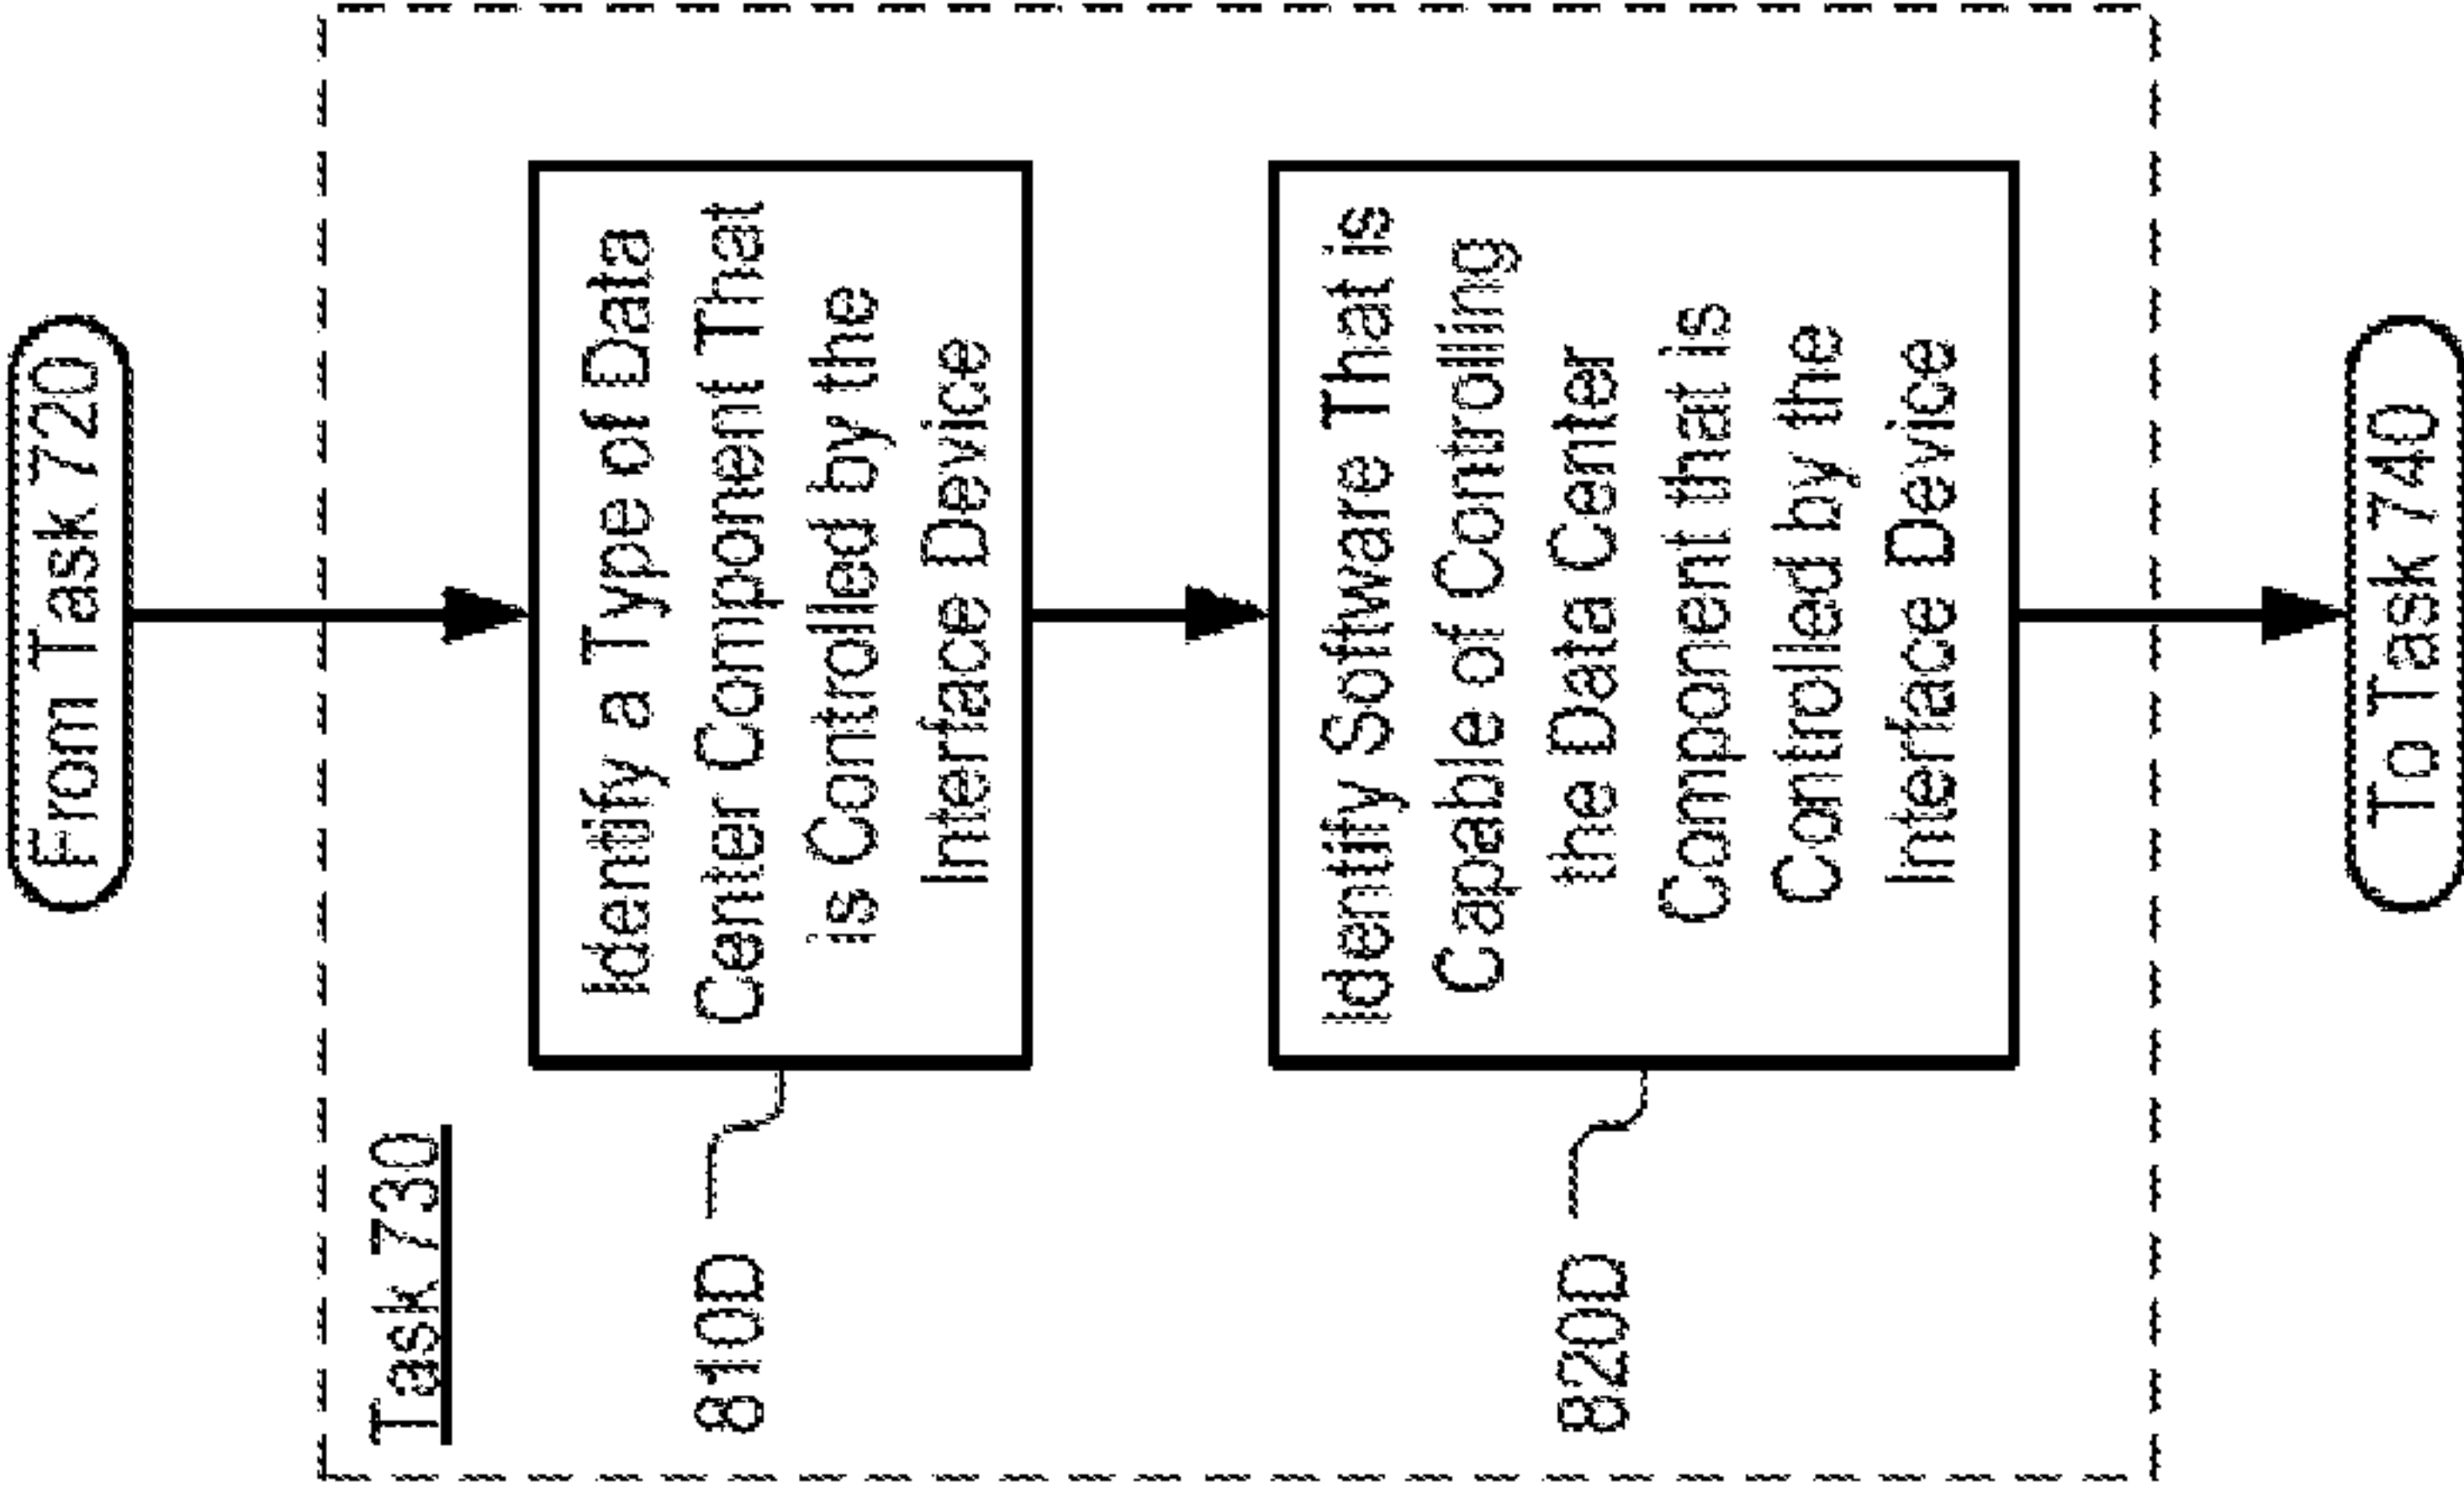 From Task 720
Task 730
810D
Identify a Type of Data
Center Component That
is Controlled by the
Interface Device
820D
Identify Software That is
Capable of Controlling
the Data Center
Component that is
Controlled by the
Interface Device
To Task 740